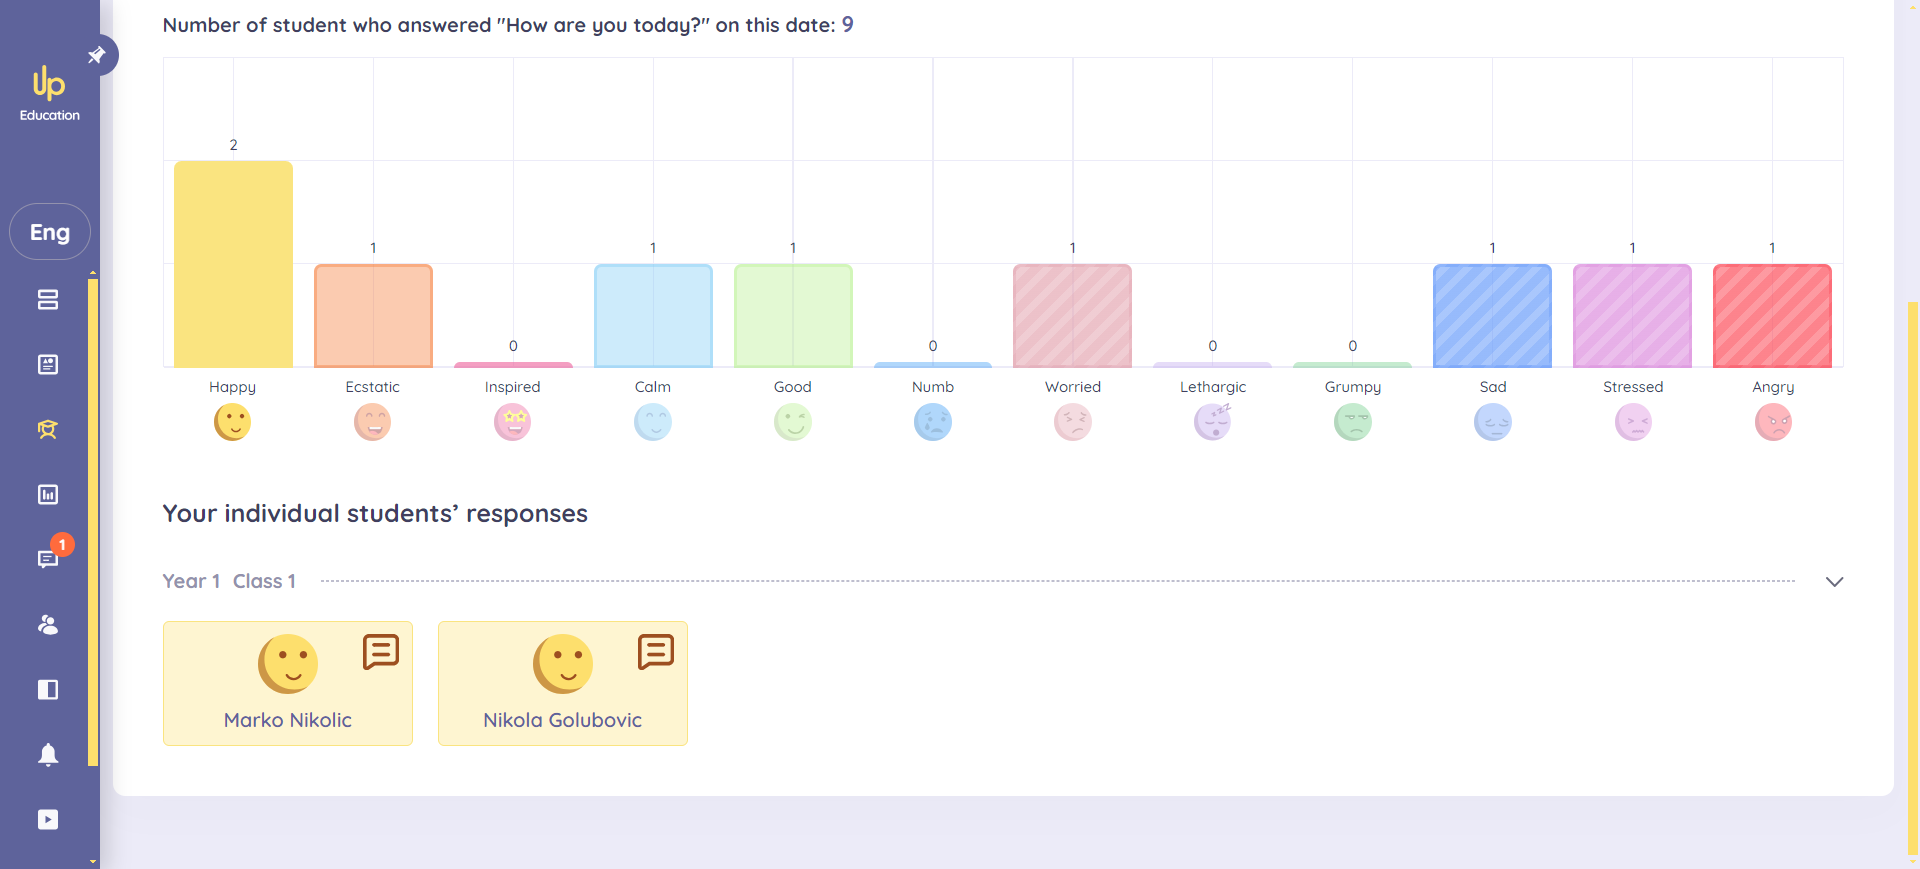 Number of student who answered "How are you today?" on this date: 9
Up
Education
Eng
1
2
1
0
1
1
0
1
0
0
1
1
1
Happy
Ecstatic
Inspired
Calm
Good
Numb
Worried
Lethargic
Grumpy
Sad
Stressed
Angry
zzz
Your individual students’ responses
Year 1 Class 1
Marko Nikolic
Nikola Golubovic